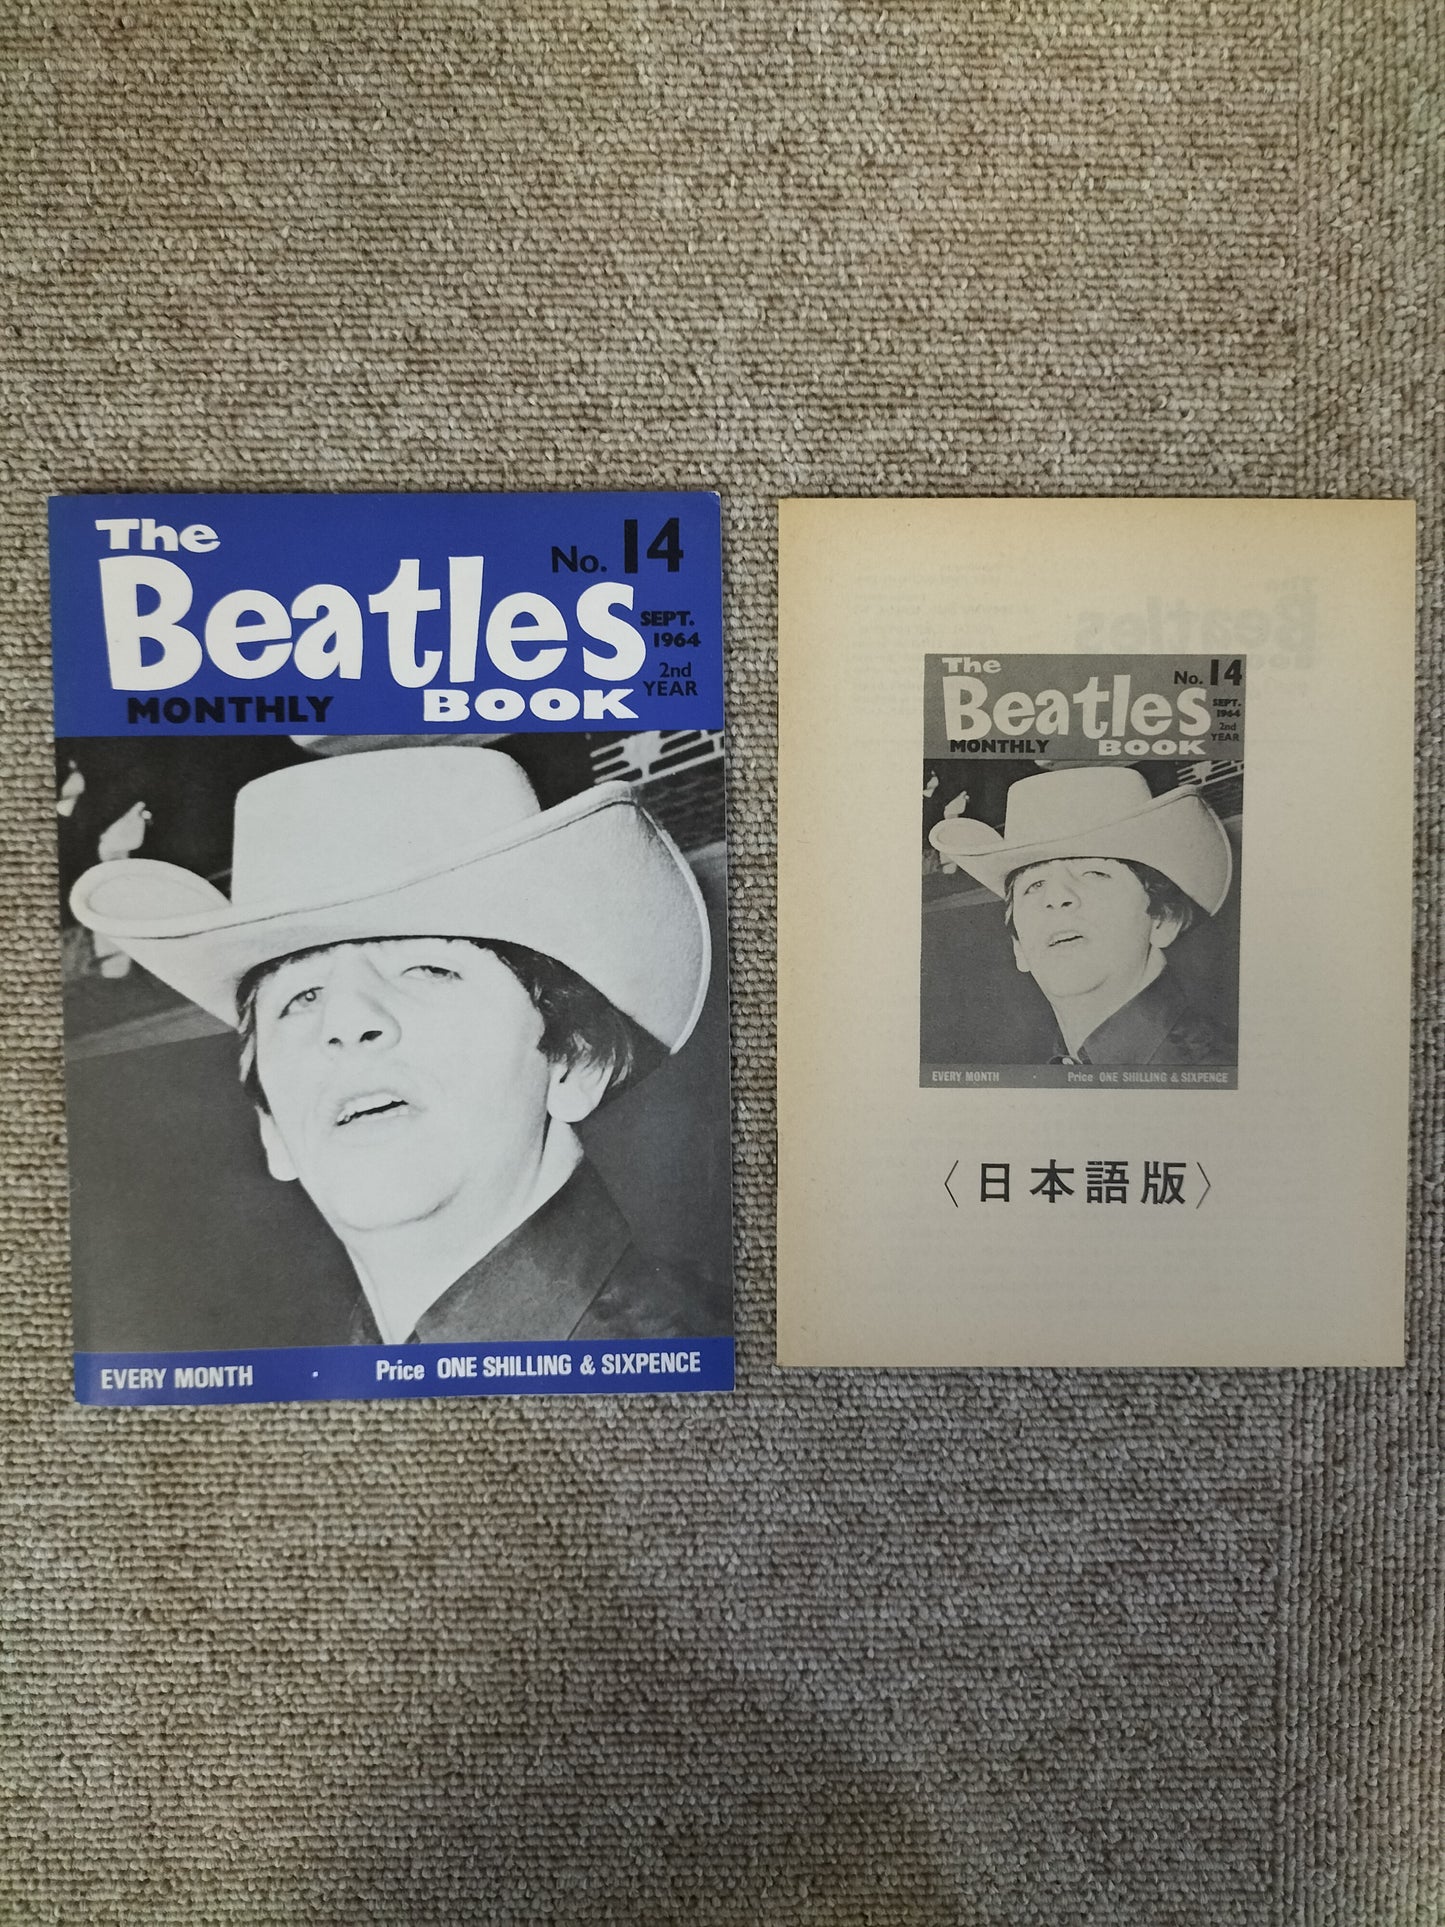 The
No. 14
Beatles
SEPT.
1964
2nd
YEAR
MONTHLY BOOK
EVERY MONTH · Price ONE SHILLING & SIXPENCE
The
No. 14
Beatles
SEPT.
1964
2nd
YEAR
MONTHLY BOOK
EVERY MONTH · Price ONE SHILLING & SIXPENCE
〈日本語版〉